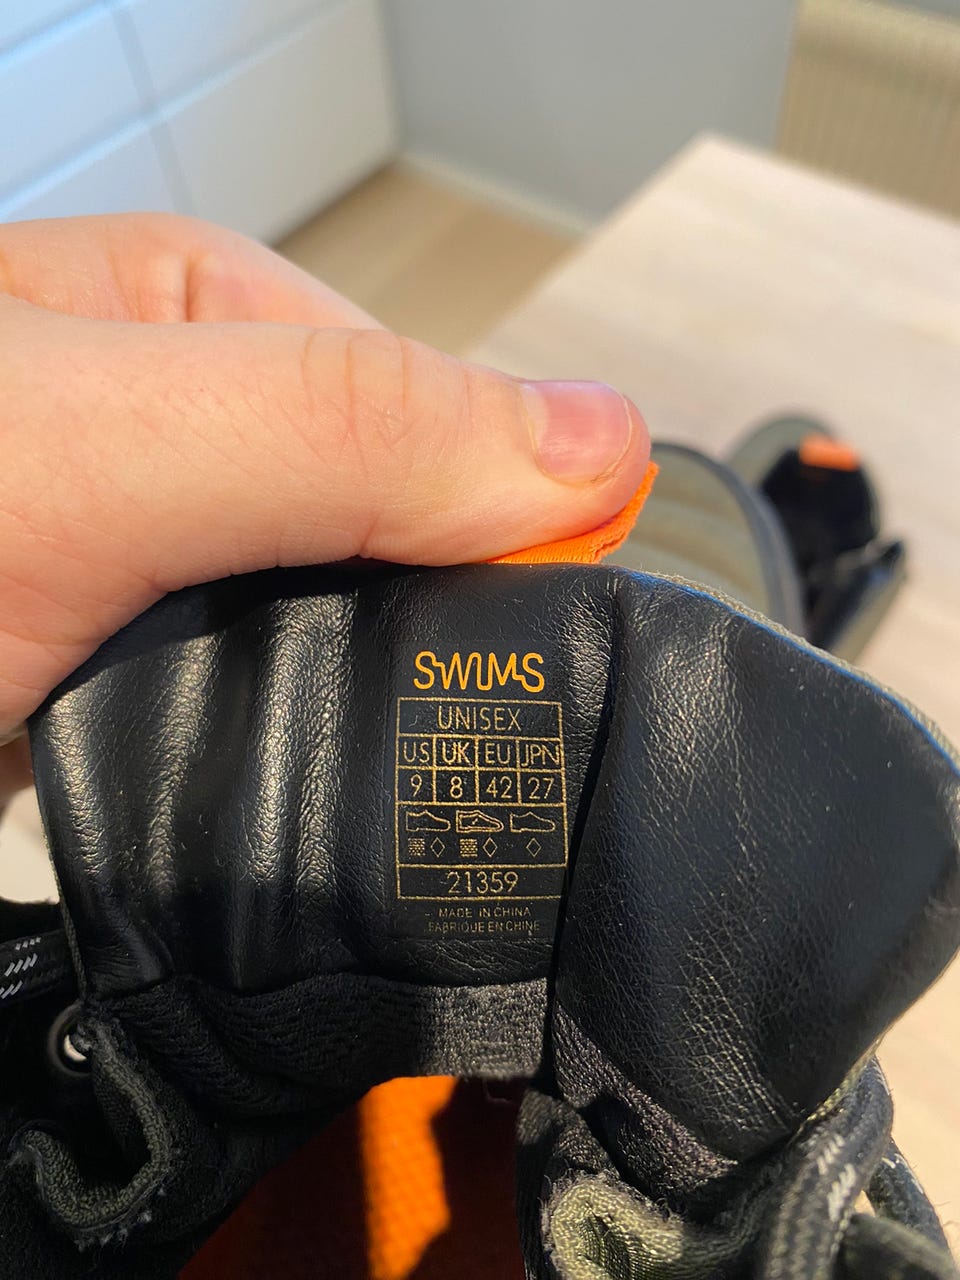 SWIMS
UNISEX
US UK EU JPN
9 8 42 27
21359
MADE IN CHINA
FABRIQUE EN CHINE